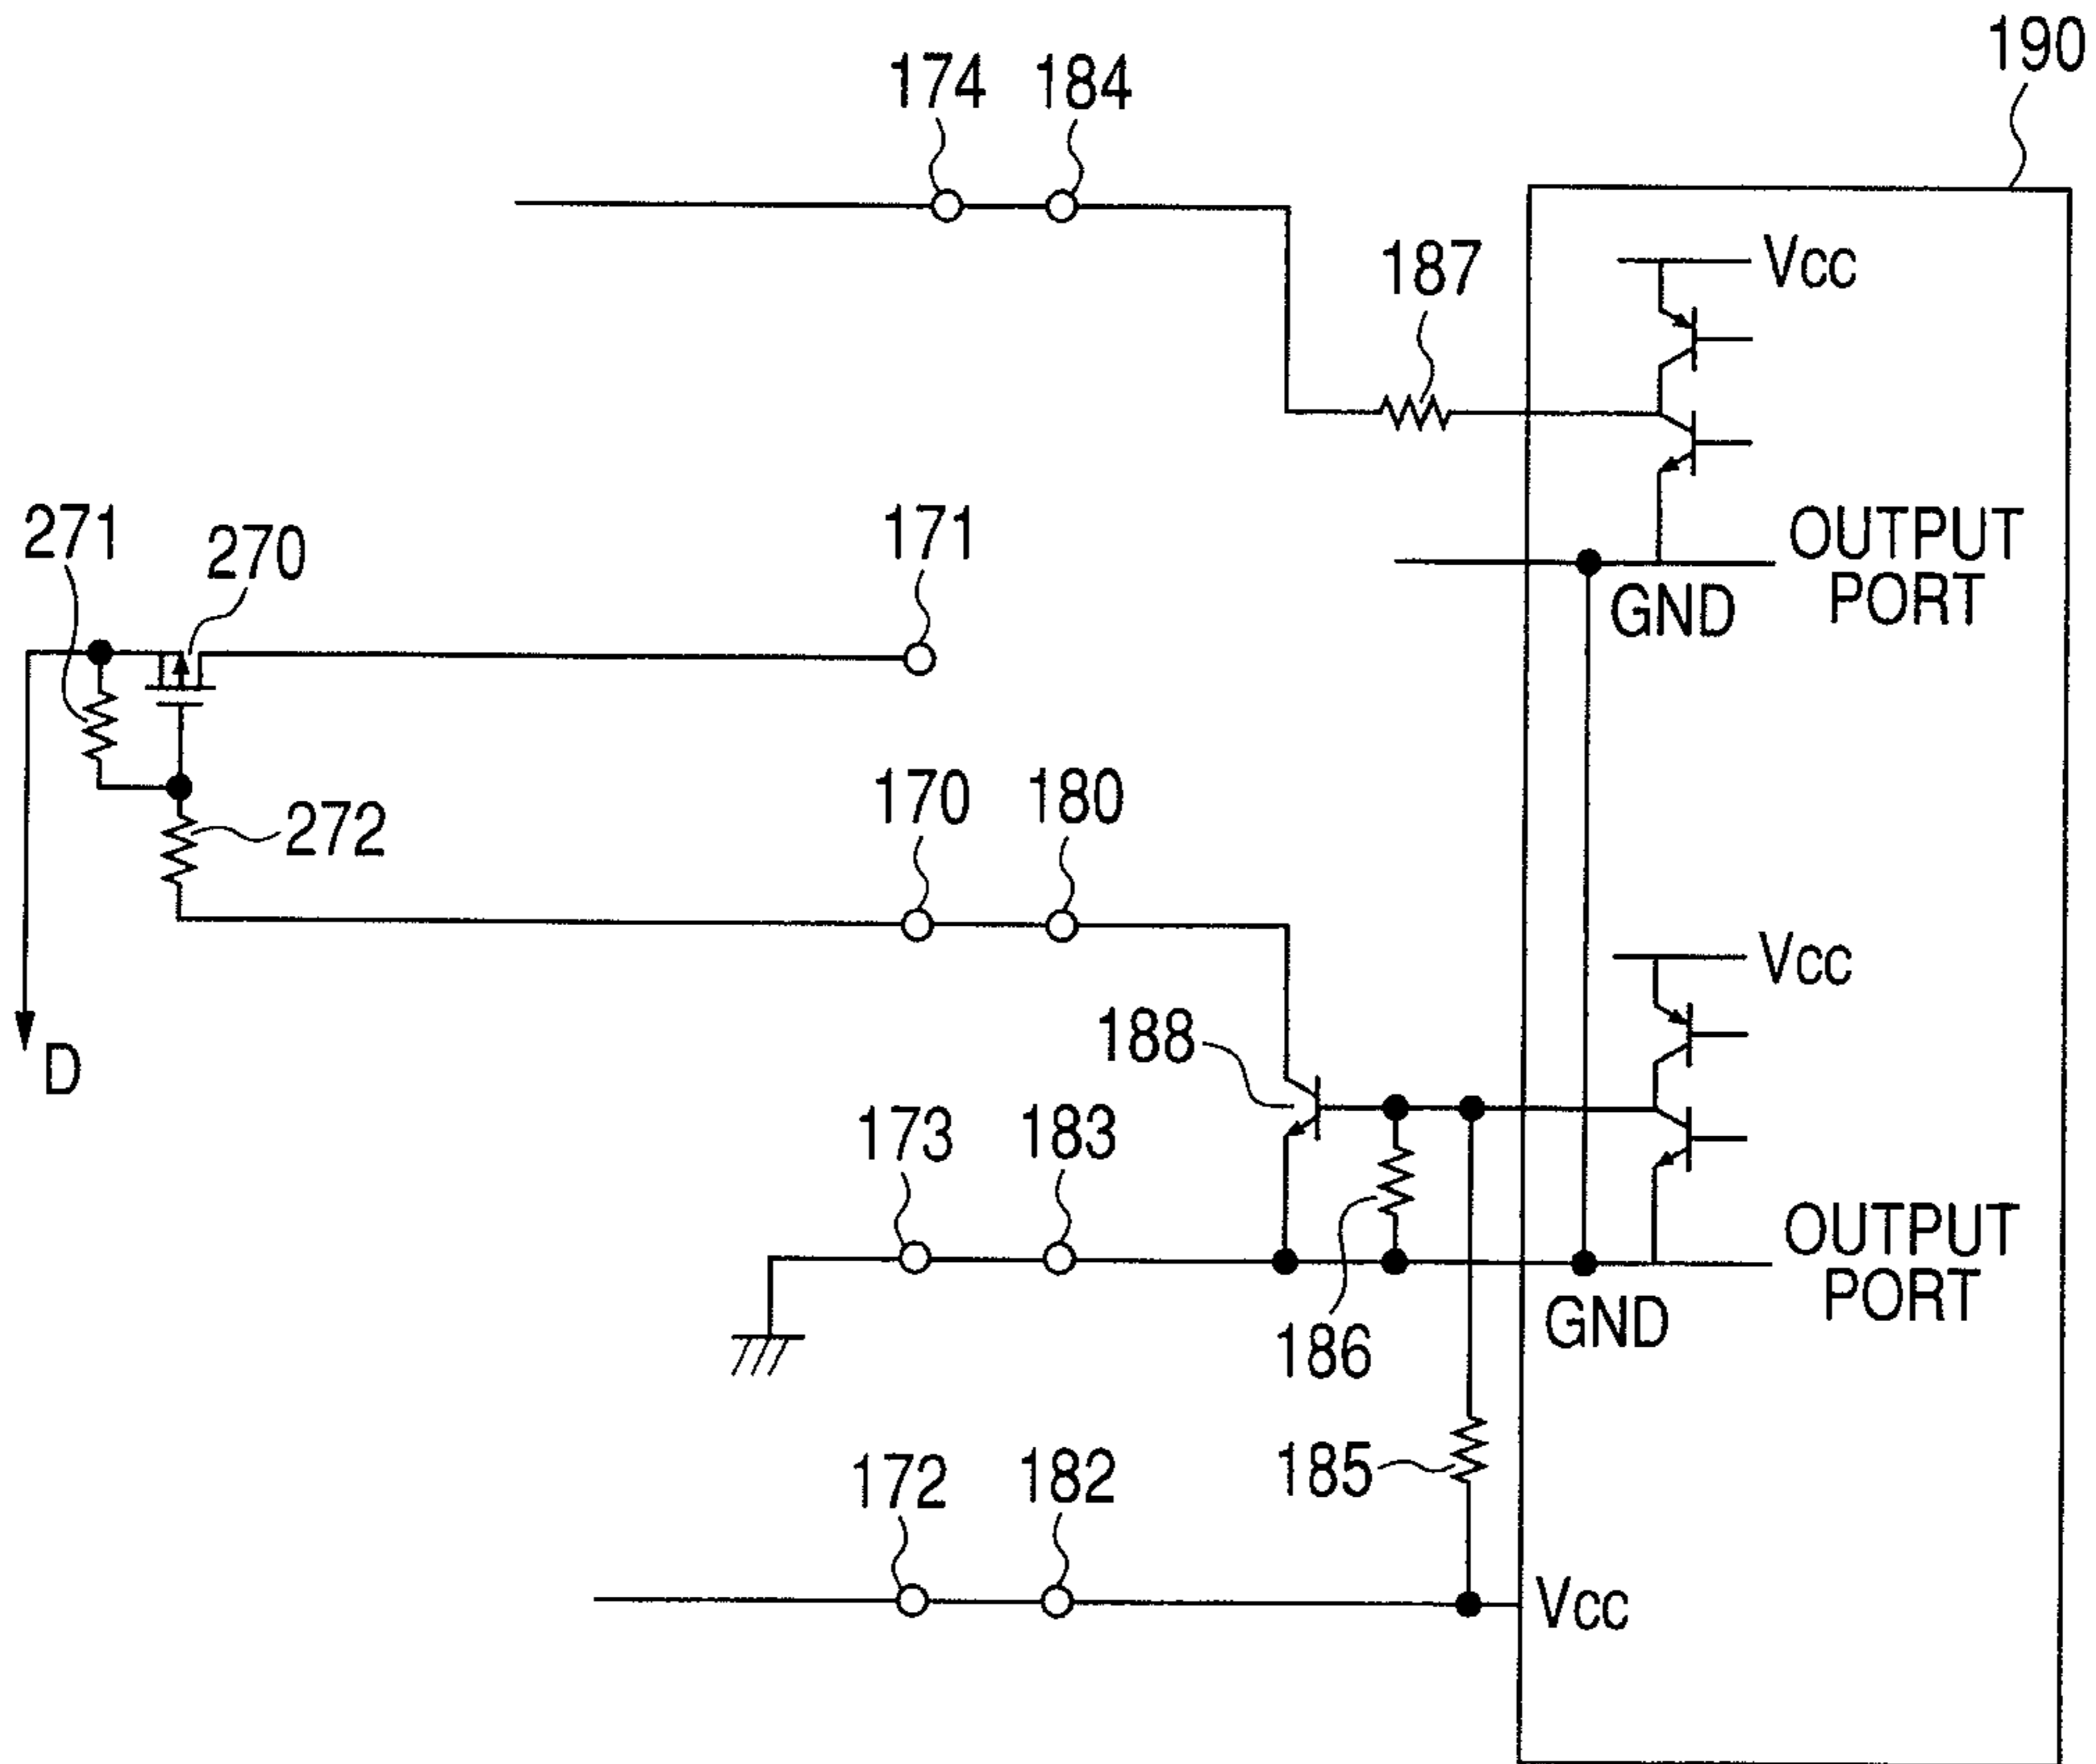 190
174 184
Vcc
187
OUTPUT
PORT
GND
271
270
171
272
170 180
Vcc
D
188
173 183
OUTPUT
PORT
GND
186
185
172 182
Vcc